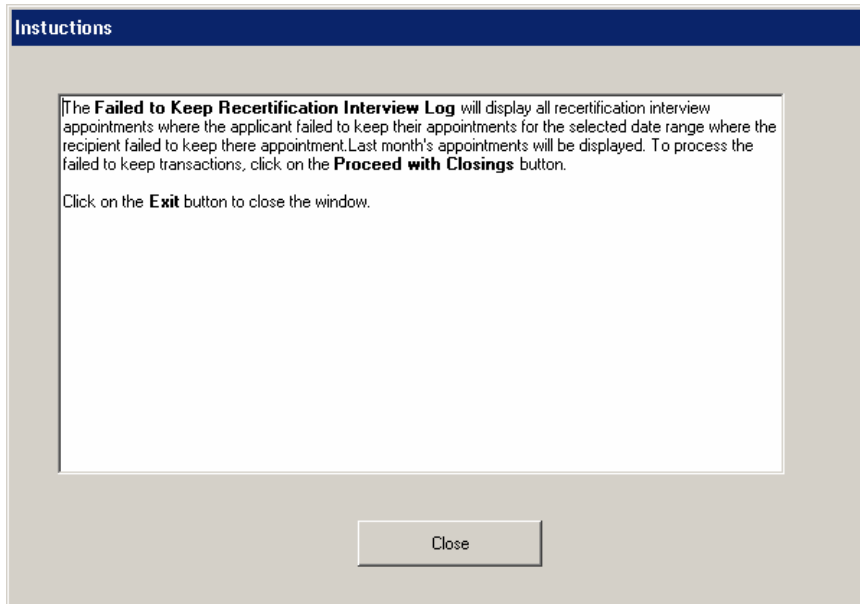 Instuctions
The Failed to Keep Recertification Interview Log will display all recertification interview
appointments where the applicant failed to keep their appointments for the selected date range where the
recipient failed to keep there appointment.Last month's appointments will be displayed. To process the
failed to keep transactions, click on the Proceed with Closings button.
Click on the Exit button to close the window.
Close